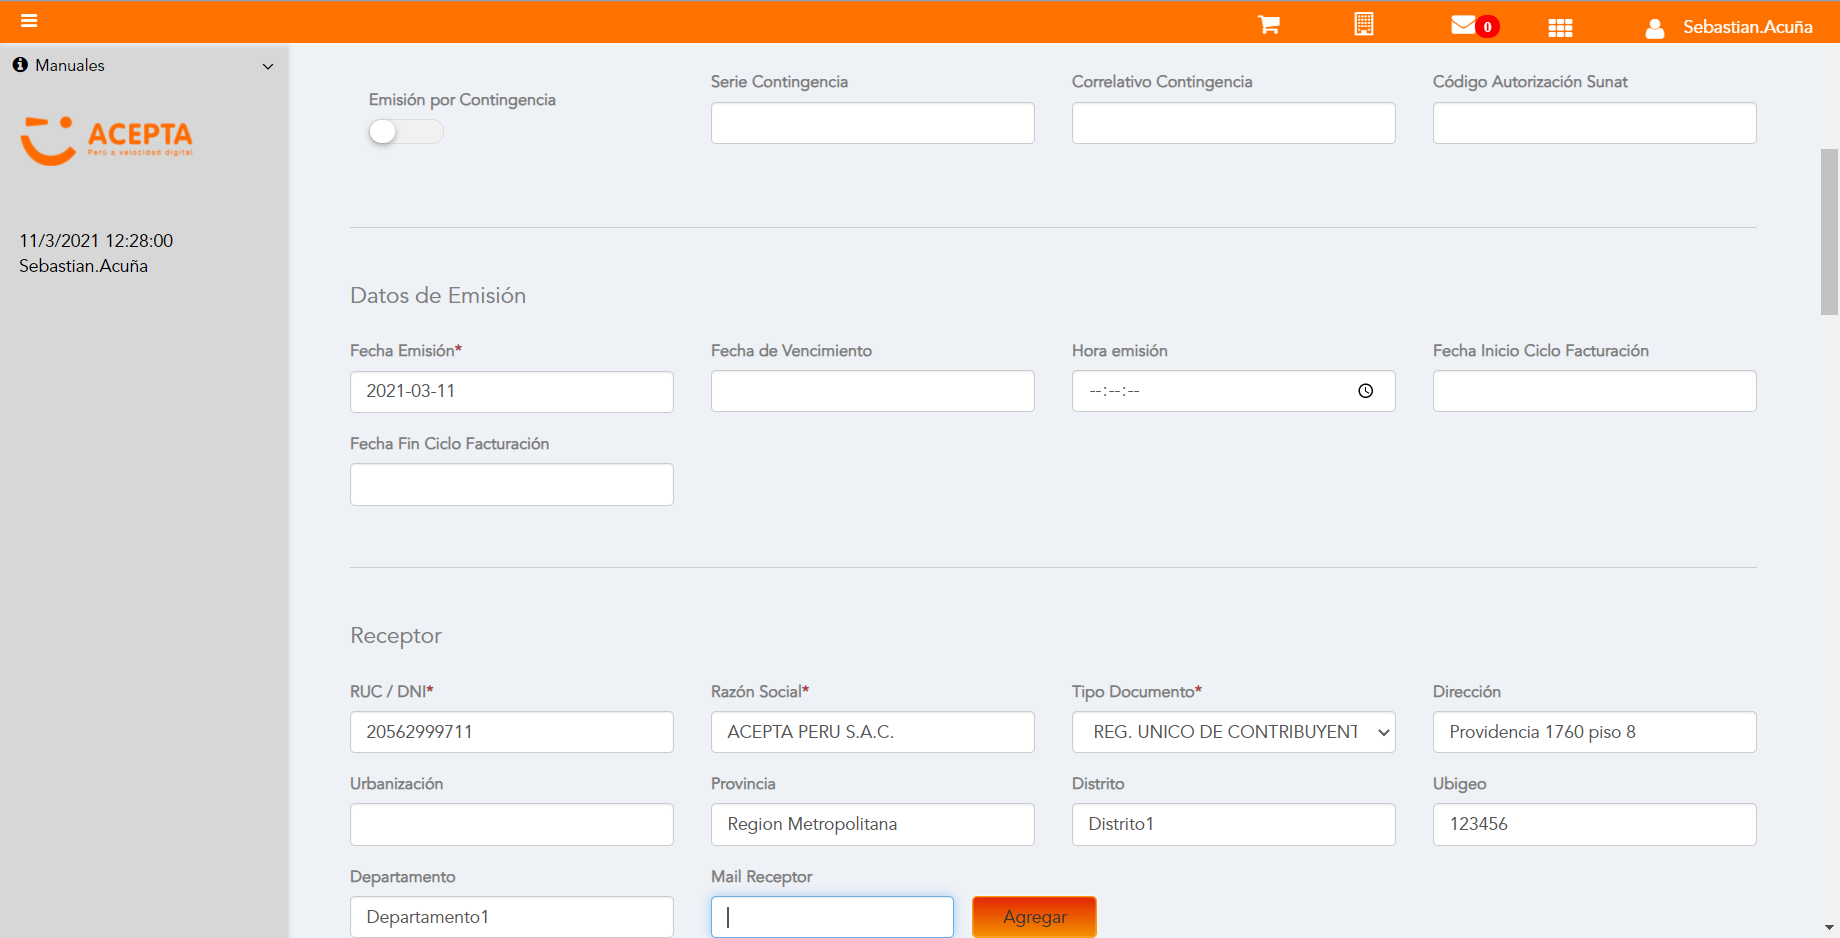 0
Sebastian.Acuña
Manuales
ACEPTA
Perú a velocidad digital
11/3/2021 12:28:00
Sebastian.Acuña
Emisión por Contingencia
Serie Contingencia
Correlativo Contingencia
Código Autorización Sunat
Datos de Emisión
Fecha Emisión*
Fecha de Vencimiento
Hora emisión
Fecha Inicio Ciclo Facturación
2021-03-11
--:--:--
Fecha Fin Ciclo Facturación
Receptor
RUC / DNI*
Razón Social*
Tipo Documento*
Dirección
20562999711
ACEPTA PERU S.A.C.
REG. UNICO DE CONTRIBUYENT
Providencia 1760 piso 8
Urbanización
Provincia
Distrito
Ubigeo
Region Metropolitana
Distrito1
123456
Departamento
Mail Receptor
Departamento1
Agregar